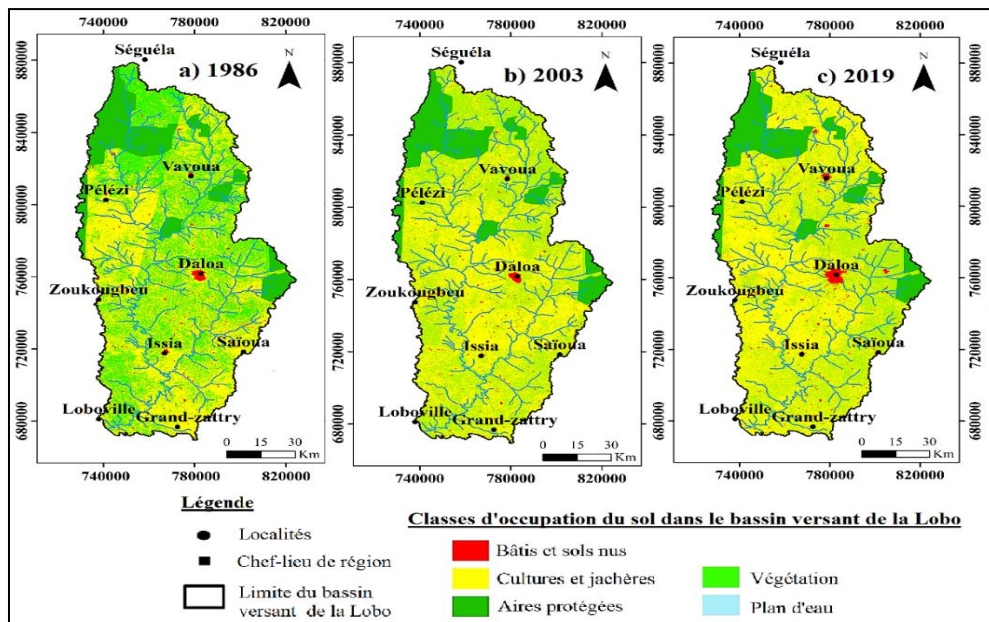 740000 780000 820000
740000 780000 820000
740000 780000 820000
880000
840000
800000
760000
720000
680000
Séguéla
a) 1986
N
Vavoua
Pélézi
Daloa
Zoukougbeu
Issia
Saïoua
Loboville
Grand-zattry
0 15 30
Km
740000 780000 820000
880000
840000
800000
760000
720000
680000
Séguéla
b) 2003
N
Vavoua
Pélézi
Daloa
Zoukougbeu
Issia
Saïoua
Loboville
Grand-zattry
0 15 30
Km
740000 780000 820000
880000
840000
800000
760000
720000
680000
Séguéla
c) 2019
N
Vavoua
Pélézi
Daloa
Zoukougbeu
Issia
Saïoua
Loboville
Grand-zattry
0 15 30
Km
740000 780000 820000
880000
840000
800000
760000
720000
680000
Légende
Localités
Chef-lieu de région
Limite du bassin
versant de la Lobo
Classes d'occupation du sol dans le bassin versant de la Lobo
Bâtis et sols nus
Cultures et jachères
Aires protégées
Végétation
Plan d'eau